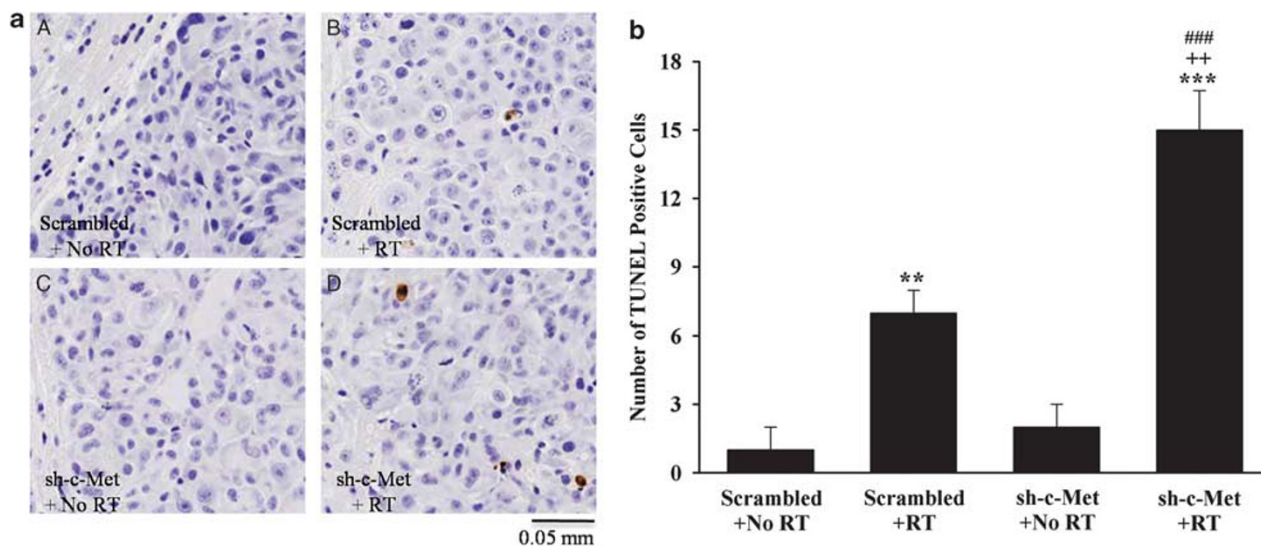 a
A
Scrambled
+ No RT
B
Scrambled
+ RT
C
sh-c-Met
+ No RT
D
sh-c-Met
+ RT
0.05 mm
b
Number of TUNEL Positive Cells
18
15
12
9
6
3
0
**
###
++
***
Scrambled
+No RT
Scrambled
+RT
sh-c-Met
+No RT
sh-c-Met
+RT